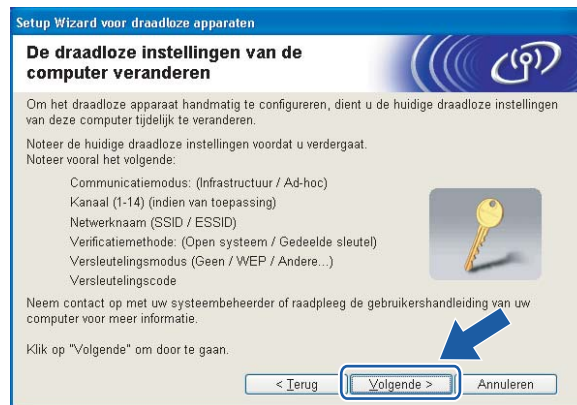 Setup Wizard voor draadloze apparaten
De draadloze instellingen van de
computer veranderen
Om het draadloze apparaat handmatig te configureren, dient u de huidige draadloze instellingen
van deze computer tijdelijk te veranderen.
Noteer de huidige draadloze instellingen voordat u verdergaat.
Noteer vooral het volgende:
Communicatiemodus: (Infrastructuur / Ad-hoc)
Kanaal (1-14) (indien van toepassing)
Netwerknaam (SSID / ESSID)
Verificatiemethode: (Open systeem / Gedeelde sleutel)
Versleutelingsmodus (Geen / WEP / Andere...)
Versleutelingscode
Neem contact op met uw systeembeheerder of raadpleeg de gebruikershandleiding van uw
computer voor meer informatie.
Klik op "Volgende" om door te gaan.
< Terug Volgende > Annuleren